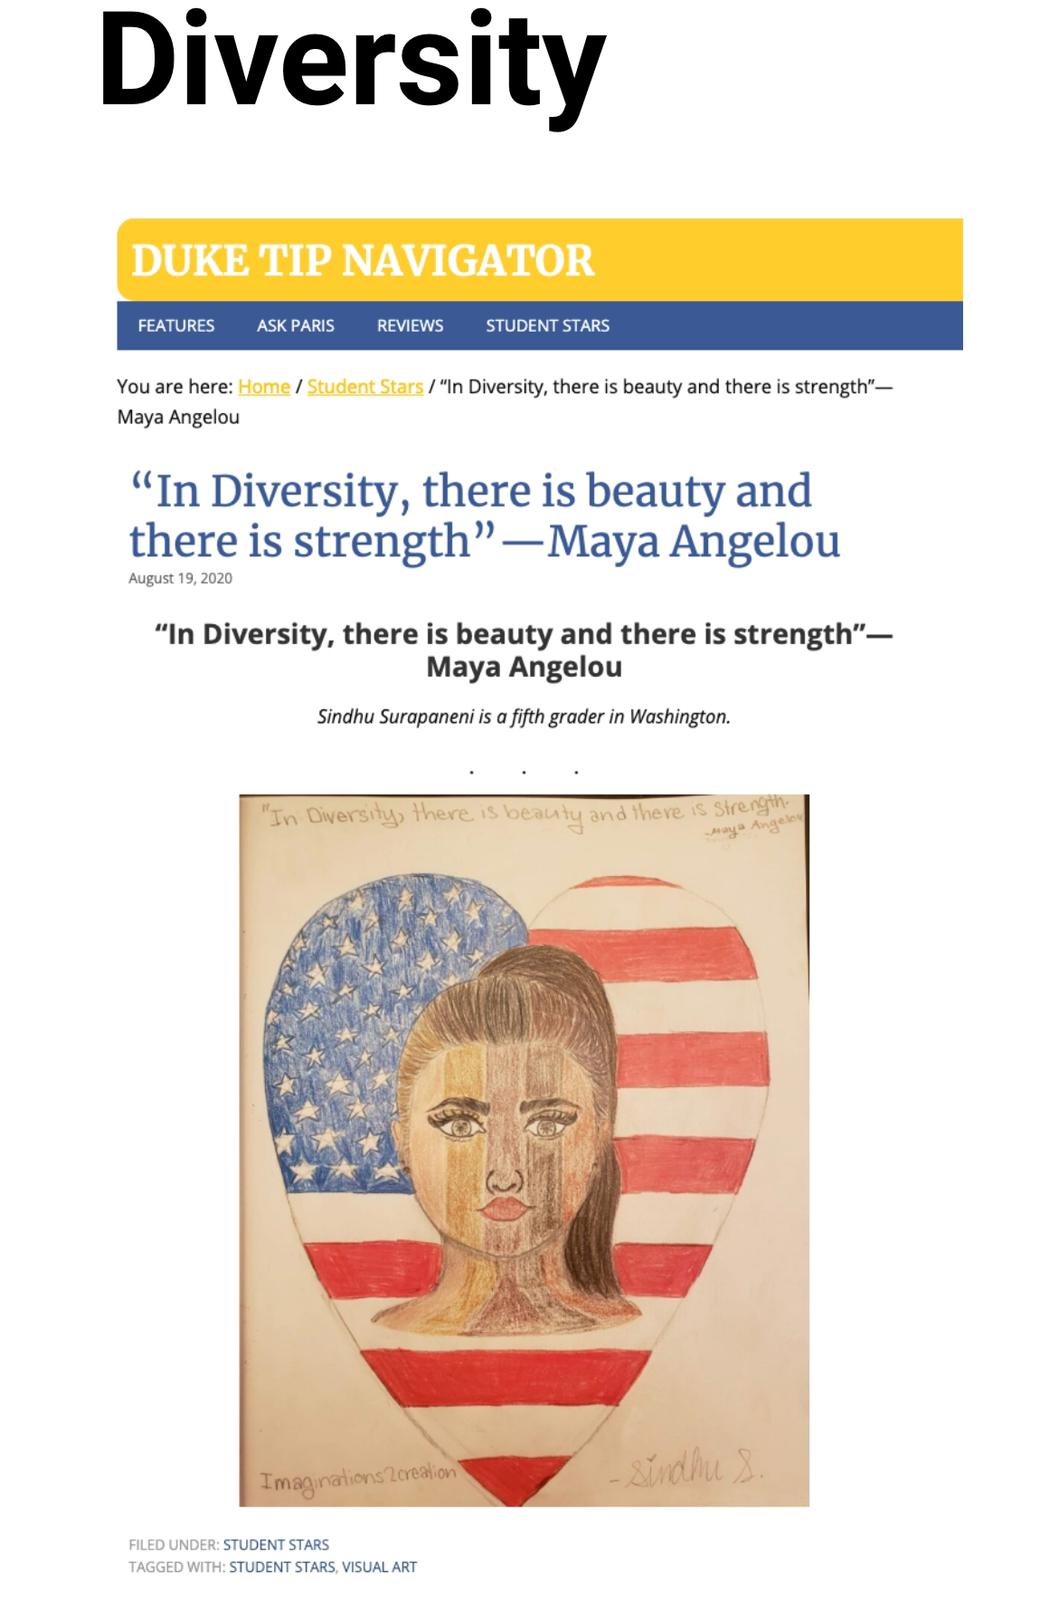 Diversity
DUKE TIP NAVIGATOR
FEATURES ASK PARIS REVIEWS STUDENT STARS
You are here: Home / Student Stars / “In Diversity, there is beauty and there is strength”—
Maya Angelou
“In Diversity, there is beauty and
there is strength”—Maya Angelou
August 19, 2020
“In Diversity, there is beauty and there is strength”—
Maya Angelou
Sindhu Surapaneni is a fifth grader in Washington.
. . .
"In Diversity, there is beauty and there is strength.
-Maya Angelou
Imaginations2creation
- Sindhu S.
FILED UNDER: STUDENT STARS
TAGGED WITH: STUDENT STARS, VISUAL ART